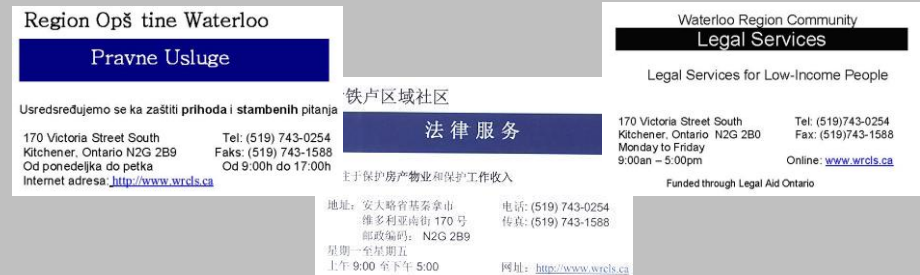 Region Opš tine Waterloo
Pravne Usluge
Usredsređujemo se ka zaštiti prihoda i stambenih pitanja
170 Victoria Street South Tel: (519) 743-0254
Kitchener, Ontario N2G 2B9 Faks: (519) 743-1588
Od ponedeljka do petka Od 9:00h do 17:00h
Internet adresa: http://www.wrcls.ca
铁卢区域社区
法律服务
注于保护房产物业和保护工作收入
地址: 安大略省基秦拿市 电话: (519) 743-0254
维多利亚南街 170 号 传真: (519) 743-1588
邮政编码: N2G 2B9
星期一至星期五
上午 9:00 至下午 5:00 网址: http://www.wrcls.ca
Waterloo Region Community
Legal Services
Legal Services for Low-Income People
170 Victoria Street South Tel: (519) 743-0254
Kitchener, Ontario N2G 2B0 Fax: (519)743-1588
Monday to Friday
9:00an – 5:00pm Online: www.wrcls.ca
Funded through Legal Aid Ontario